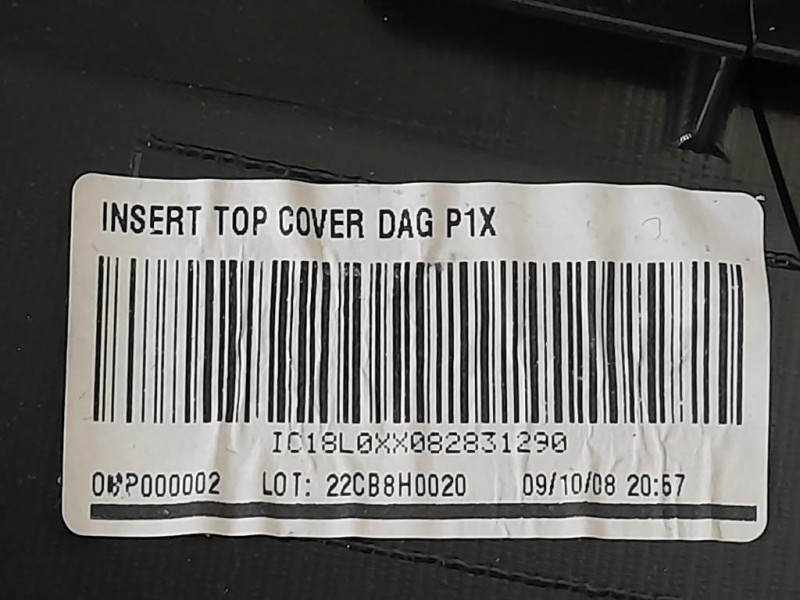 INSERT TOP COVER DAG P1X
IC18L0XX082831290
LOT: 22CB8H0020 09/10/08 20:57